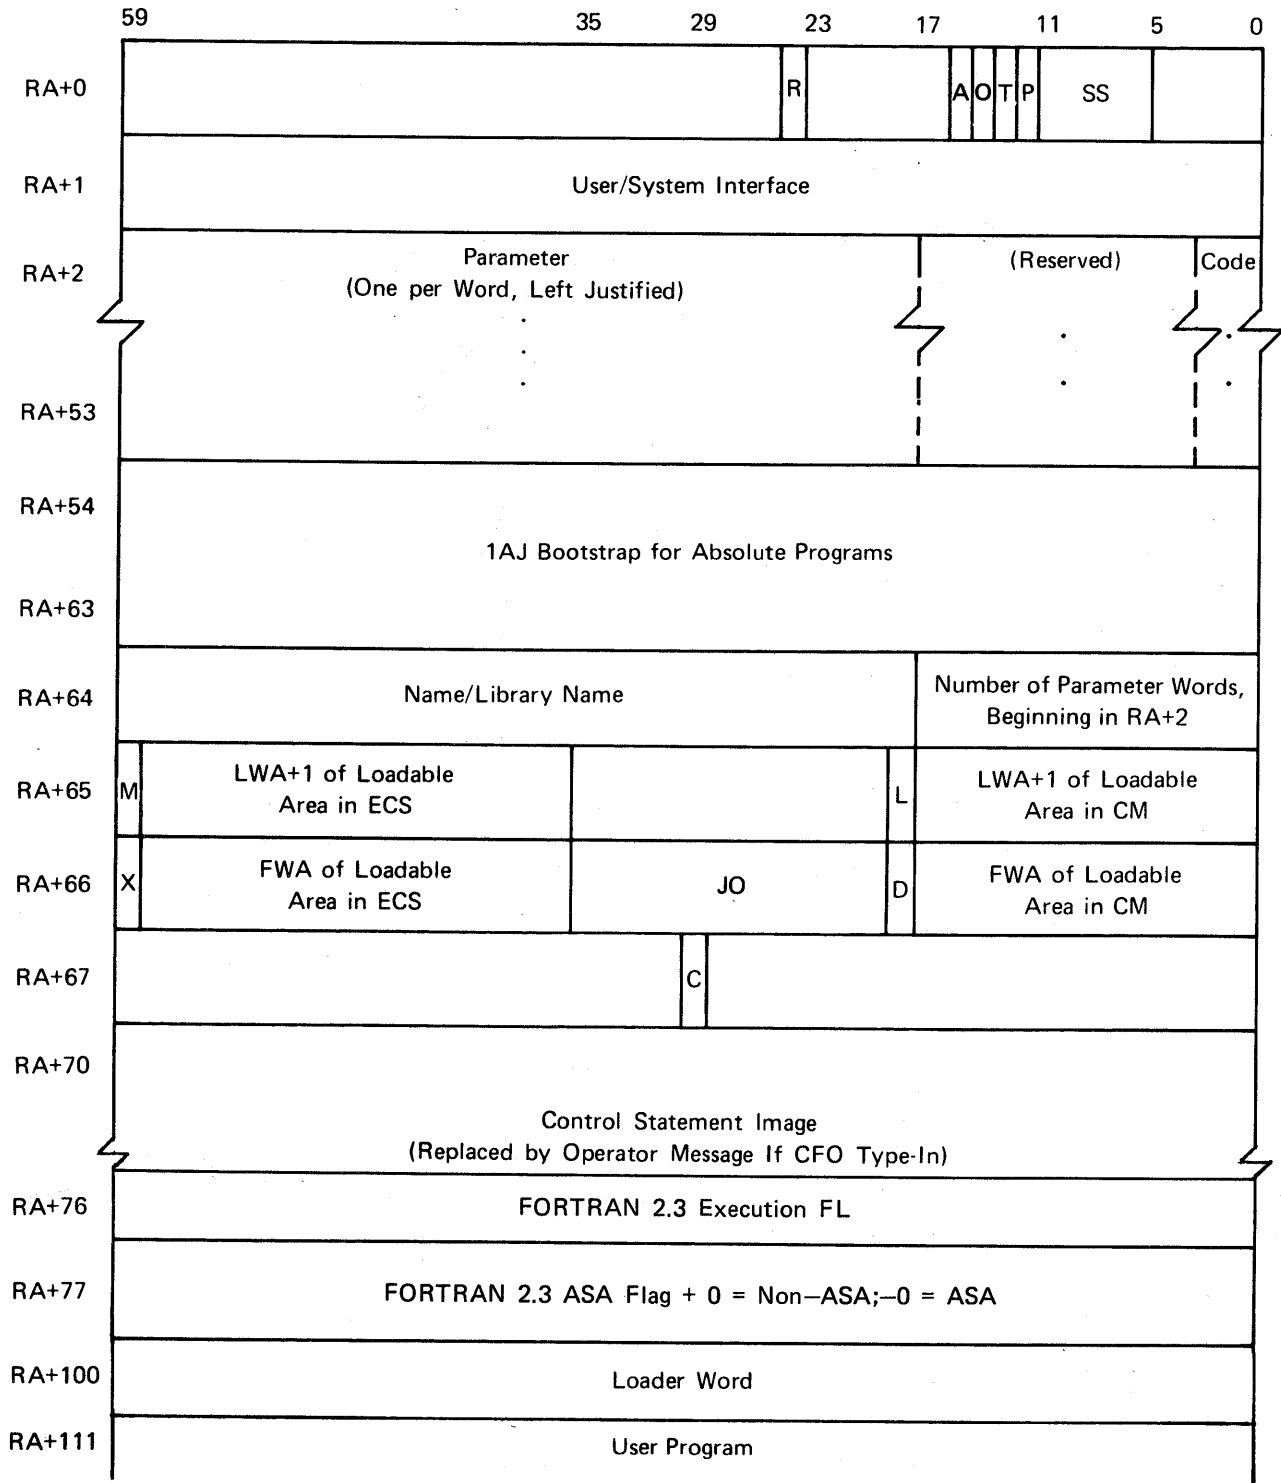 59 35 29 23 17 11 5 0
RA+0 R A O T P SS
RA+1 User/System Interface
RA+2 Parameter (Reserved) Code
(One per Word, Left Justified)
RA+53
RA+54
1AJ Bootstrap for Absolute Programs
RA+63
RA+64 Name/Library Name Number of Parameter Words,
Beginning in RA+2
RA+65 M LWA+1 of Loadable L LWA+1 of Loadable
Area in ECS Area in CM
RA+66 X FWA of Loadable JO D FWA of Loadable
Area in ECS Area in CM
RA+67 C
RA+70
Control Statement Image
(Replaced by Operator Message If CFO Type-In)
RA+76 FORTRAN 2.3 Execution FL
RA+77 FORTRAN 2.3 ASA Flag + 0 = Non–ASA;–0 = ASA
RA+100 Loader Word
RA+111 User Program